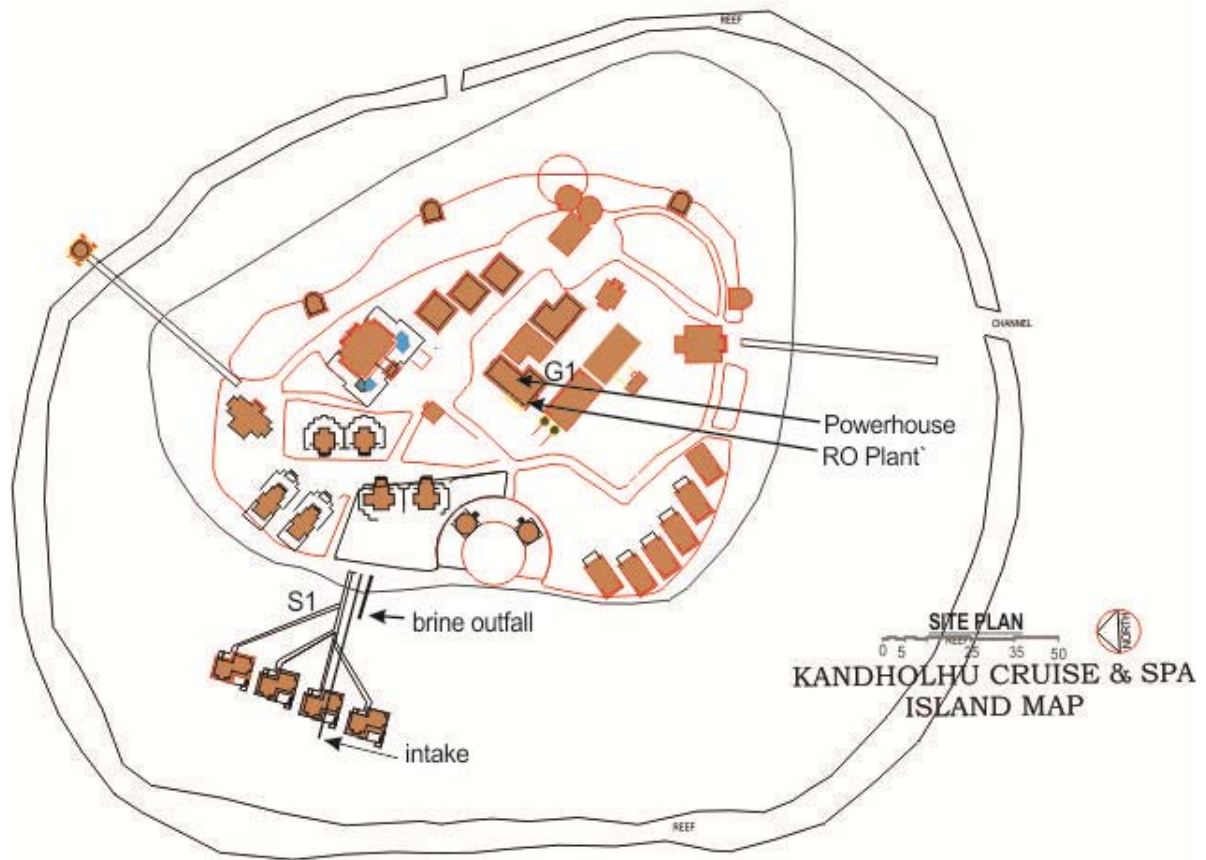 REEF
CHANNEL
G1
Powerhouse
RO Plant`
S1
brine outfall
SITE PLAN
REEF
0 5 25 35 50
NORTH
KANDHOLHU CRUISE & SPA
ISLAND MAP
intake
REEF